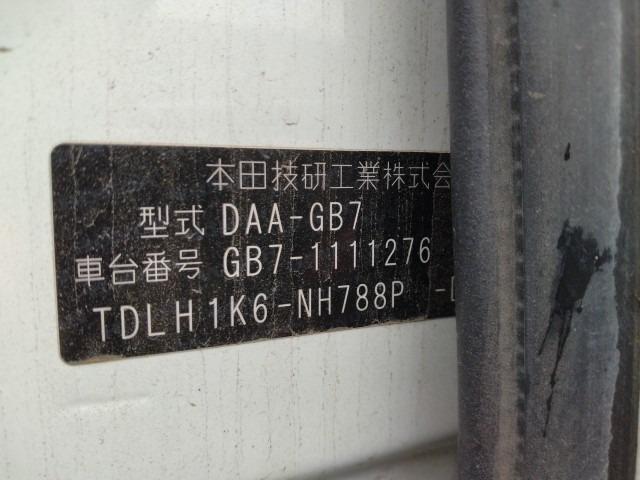 本田技研工業株式会
型式 DAA-GB7
車台番号 GB7-1111276
TDLH1K6-NH788P -